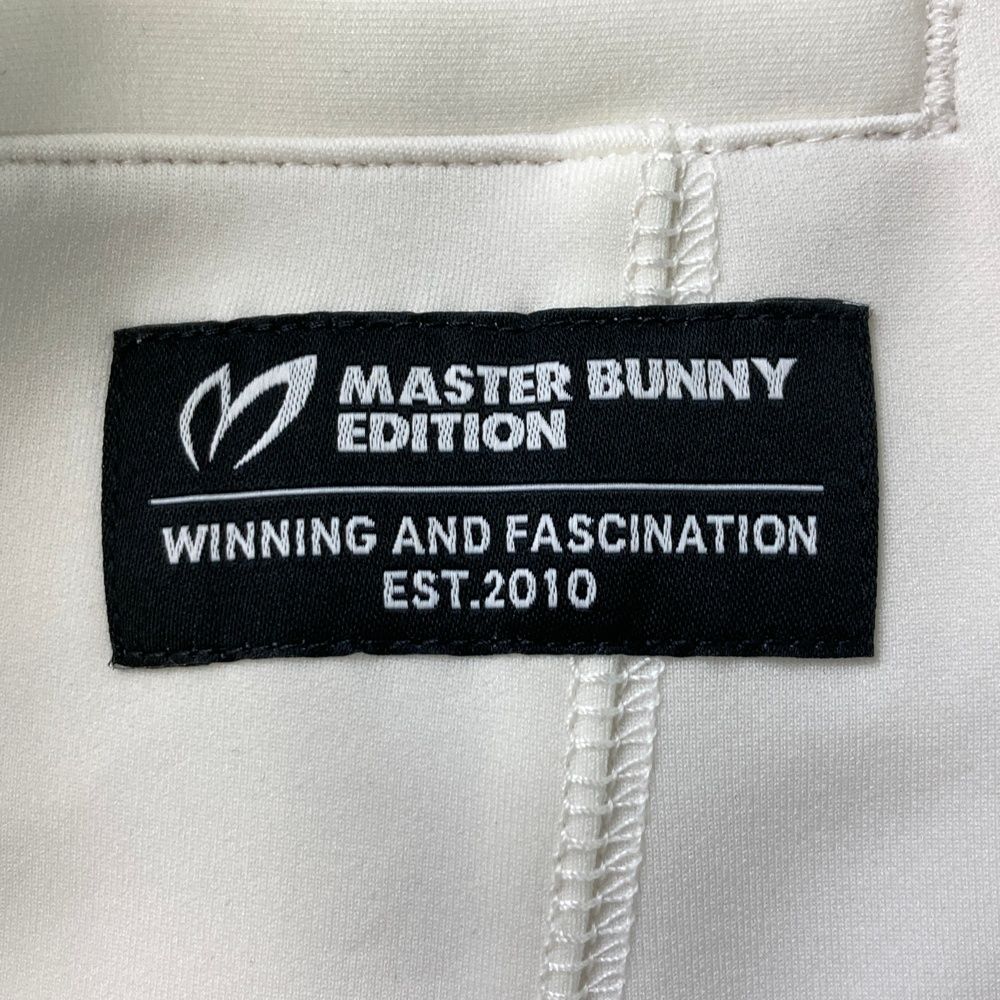 MASTER BUNNY
EDITION
WINNING AND FASCINATION
EST.2010